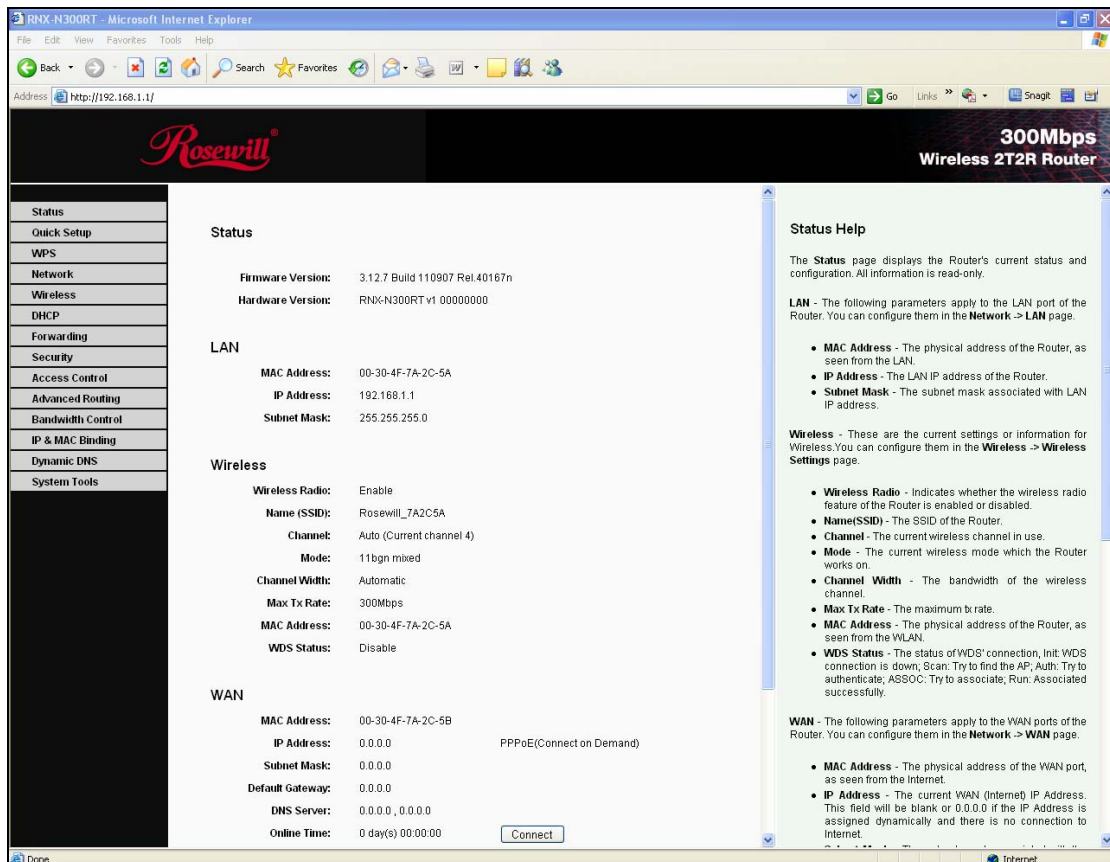 RNX-N300RT - Microsoft Internet Explorer
File Edit View Favorites Tools Help
Back Search Favorites
Address http://192.168.1.1/ Go Links » Snagit
Rosewill®
300Mbps
Wireless 2T2R Router
Status
Quick Setup
WPS
Network
Wireless
DHCP
Forwarding
Security
Access Control
Advanced Routing
Bandwidth Control
IP & MAC Binding
Dynamic DNS
System Tools
Status
Firmware Version: 3.12.7 Build 110907 Rel.40167n
Hardware Version: RNX-N300RT v1 00000000
LAN
MAC Address: 00-30-4F-7A-2C-5A
IP Address: 192.168.1.1
Subnet Mask: 255.255.255.0
Wireless
Wireless Radio: Enable
Name (SSID): Rosewill_7A2C5A
Channel: Auto (Current channel 4)
Mode: 11bgn mixed
Channel Width: Automatic
Max Tx Rate: 300Mbps
MAC Address: 00-30-4F-7A-2C-5A
WDS Status: Disable
WAN
MAC Address: 00-30-4F-7A-2C-5B
IP Address: 0.0.0.0 PPPoE(Connect on Demand)
Subnet Mask: 0.0.0.0
Default Gateway: 0.0.0.0
DNS Server: 0.0.0.0 , 0.0.0.0
Online Time: 0 day(s) 00:00:00 Connect
Status Help
The Status page displays the Router's current status and
configuration. All information is read-only.
LAN - The following parameters apply to the LAN port of the
Router. You can configure them in the Network -> LAN page.
• MAC Address - The physical address of the Router, as
seen from the LAN.
• IP Address - The LAN IP address of the Router.
• Subnet Mask - The subnet mask associated with LAN
IP address.
Wireless - These are the current settings or information for
Wireless.You can configure them in the Wireless -> Wireless
Settings page.
• Wireless Radio - Indicates whether the wireless radio
feature of the Router is enabled or disabled.
• Name(SSID) - The SSID of the Router.
• Channel - The current wireless channel in use.
• Mode - The current wireless mode which the Router
works on.
• Channel Width - The bandwidth of the wireless
channel.
• Max Tx Rate - The maximum tx rate.
• MAC Address - The physical address of the Router, as
seen from the WLAN.
• WDS Status - The status of WDS' connection, Init: WDS
connection is down; Scan: Try to find the AP; Auth: Try to
authenticate; ASSOC: Try to associate; Run: Associated
successfully.
WAN - The following parameters apply to the WAN ports of the
Router. You can configure them in the Network -> WAN page.
• MAC Address - The physical address of the WAN port,
as seen from the Internet.
• IP Address - The current WAN (Internet) IP Address.
This field will be blank or 0.0.0.0 if the IP Address is
assigned dynamically and there is no connection to
Internet.
Done Internet